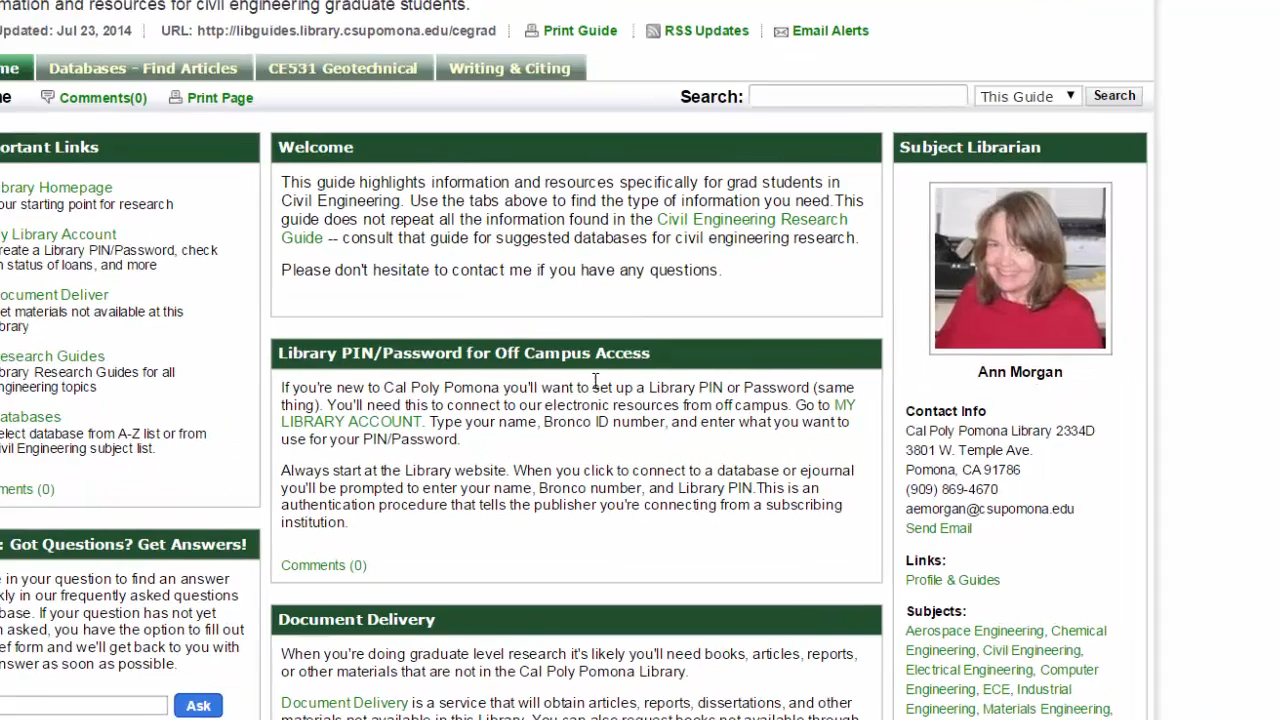 mation and resources for civil engineering graduate students.
pdated: Jul 23, 2014 URL: http://libguides.library.csupomona.edu/cegrad Print Guide RSS Updates Email Alerts
me Databases - Find Articles CE531 Geotechnical Writing & Citing
me Comments(0) Print Page Search: This Guide Search
ortant Links
brary Homepage
our starting point for research
y Library Account
reate a Library PIN/Password, check
n status of loans, and more
ocument Deliver
et materials not available at this
brary
esearch Guides
brary Research Guides for all
ngineering topics
atabases
elect database from A-Z list or from
ivil Engineering subject list.
ments (0)
: Got Questions? Get Answers!
e in your question to find an answer
kly in our frequently asked questions
base. If your question has not yet
n asked, you have the option to fill out
ef form and we'll get back to you with
answer as soon as possible.
Ask
Welcome
This guide highlights information and resources specifically for grad students in
Civil Engineering. Use the tabs above to find the type of information you need.This
guide does not repeat all the information found in the Civil Engineering Research
Guide -- consult that guide for suggested databases for civil engineering research.
Please don't hesitate to contact me if you have any questions.
Library PIN/Password for Off Campus Access
If you're new to Cal Poly Pomona you'll want to set up a Library PIN or Password (same
thing). You'll need this to connect to our electronic resources from off campus. Go to MY
LIBRARY ACCOUNT. Type your name, Bronco ID number, and enter what you want to
use for your PIN/Password.
Always start at the Library website. When you click to connect to a database or ejournal
you'll be prompted to enter your name, Bronco number, and Library PIN.This is an
authentication procedure that tells the publisher you're connecting from a subscribing
institution.
Comments (0)
Document Delivery
When you're doing graduate level research it's likely you'll need books, articles, reports,
or other materials that are not in the Cal Poly Pomona Library.
Document Delivery is a service that will obtain articles, reports, dissertations, and other
materials not available in this Library. You can also request books not available through
Subject Librarian
Ann Morgan
Contact Info
Cal Poly Pomona Library 2334D
3801 W. Temple Ave.
Pomona, CA 91786
(909) 869-4670
aemorgan@csupomona.edu
Send Email
Links:
Profile & Guides
Subjects:
Aerospace Engineering, Chemical
Engineering, Civil Engineering,
Electrical Engineering, Computer
Engineering, ECE, Industrial
Engineering, Materials Engineering,